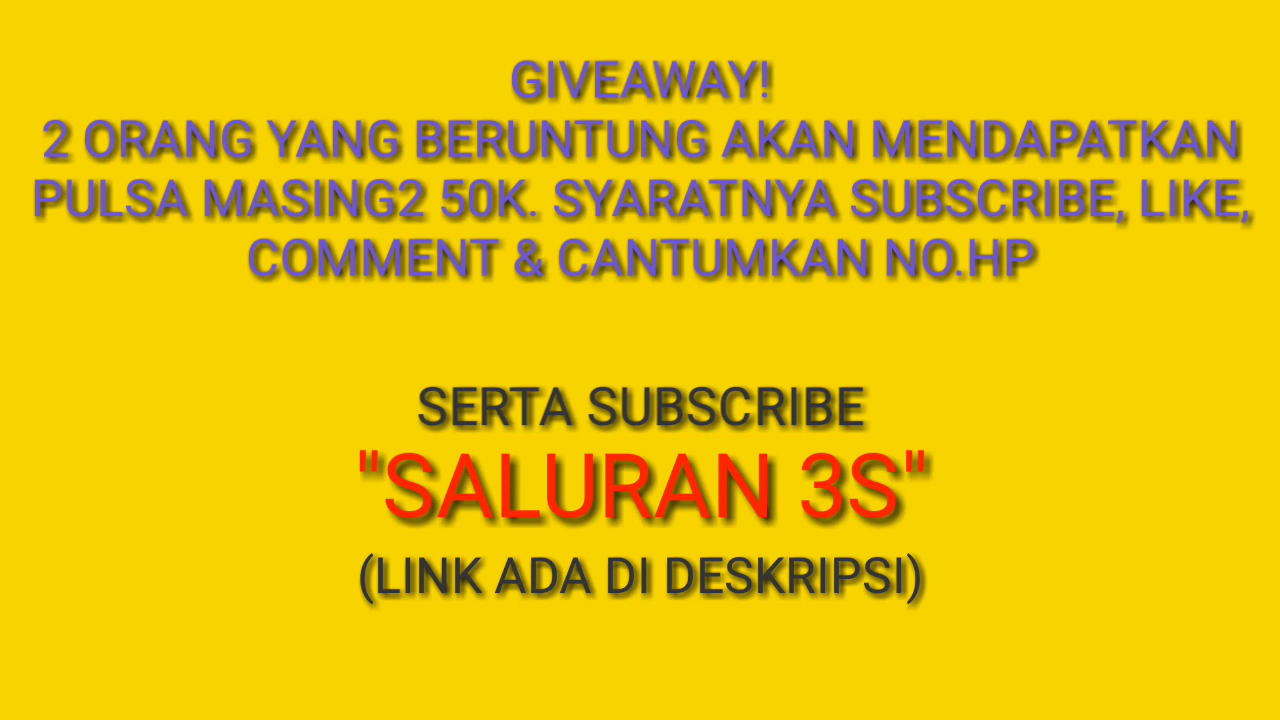 GIVEAWAY!
2 ORANG YANG BERUNTUNG AKAN MENDAPATKAN
PULSA MASING2 50K. SYARATNYA SUBSCRIBE, LIKE,
COMMENT & CANTUMKAN NO.HP
SERTA SUBSCRIBE
"SALURAN 3S"
(LINK ADA DI DESKRIPSI)